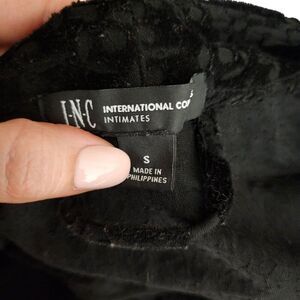 I·N·C INTERNATIONAL CO
INTIMATES
S
MADE IN
PHILIPPINES